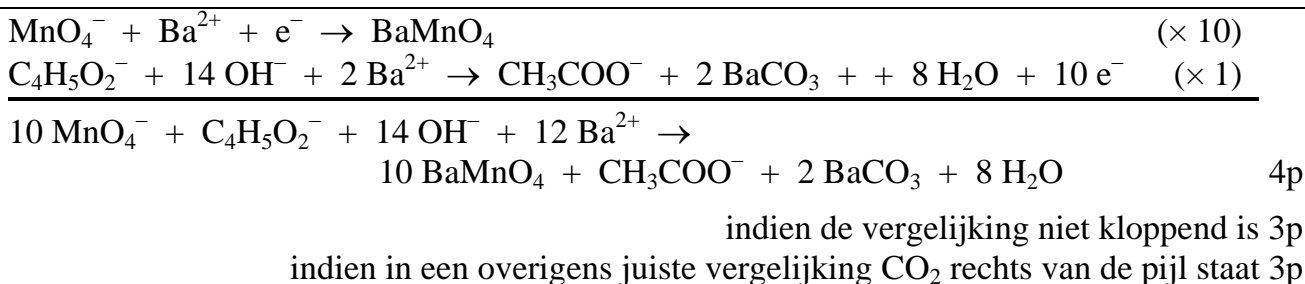 MnO₄⁻ + Ba²⁺ + e⁻ → BaMnO₄ (× 10)
C₄H₅O₂⁻ + 14 OH⁻ + 2 Ba²⁺ → CH₃COO⁻ + 2 BaCO₃ + + 8 H₂O + 10 e⁻ (× 1)
10 MnO₄⁻ + C₄H₅O₂⁻ + 14 OH⁻ + 12 Ba²⁺ →
10 BaMnO₄ + CH₃COO⁻ + 2 BaCO₃ + 8 H₂O 4p
indien de vergelijking niet kloppend is 3p
indien in een overigens juiste vergelijking CO₂ rechts van de pijl staat 3p